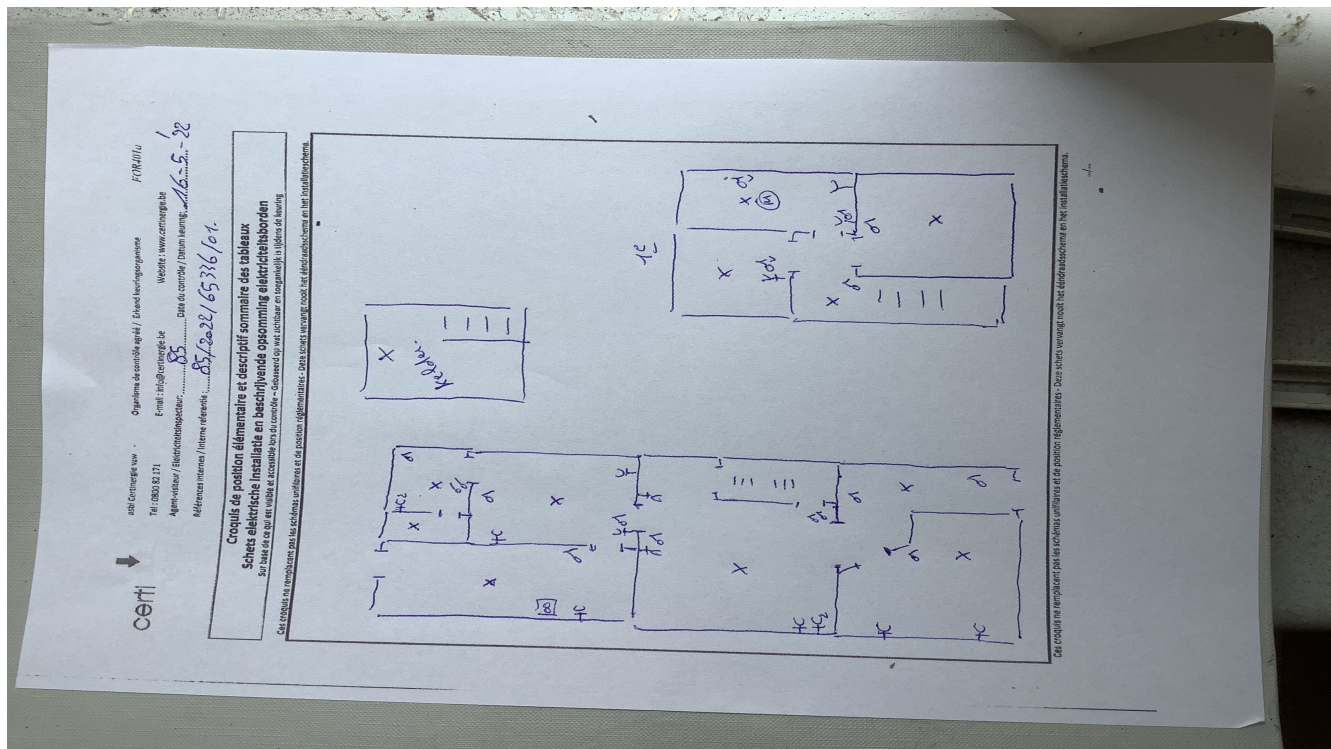 certi
asbl Certinergie vzw - Organisme de contrôle agréé / Erkend keuringsorganisme FOR401u
Tel : 0800 82 171 E-mail : info@certinergie.be Website : www.certinergie.be
Agent-visiteur / Elektriciteitsinspecteur: 85 Date du contrôle / Datum keuring: 16-5-'22
Références internes / Interne referentie : 85/2022/65336/01.
Croquis de position élémentaire et descriptif sommaire des tableaux
Schets elektrische installatie en beschrijvende opsomming elektriciteitsborden
Sur base de ce qui est visible et accessible lors du contrôle – Gebaseerd op wat zichtbaar en toegankelijk is tijdens de keuring
Ces croquis ne remplacent pas les schémas unifilaires et de position réglementaires - Deze schets vervangt nooit het ééndraadsschema en het installatieschema.
kelder.
1e
M
Ces croquis ne remplacent pas les schémas unifilaires et de position réglementaires - Deze schets vervangt nooit het ééndraadsschema en het installatieschema.